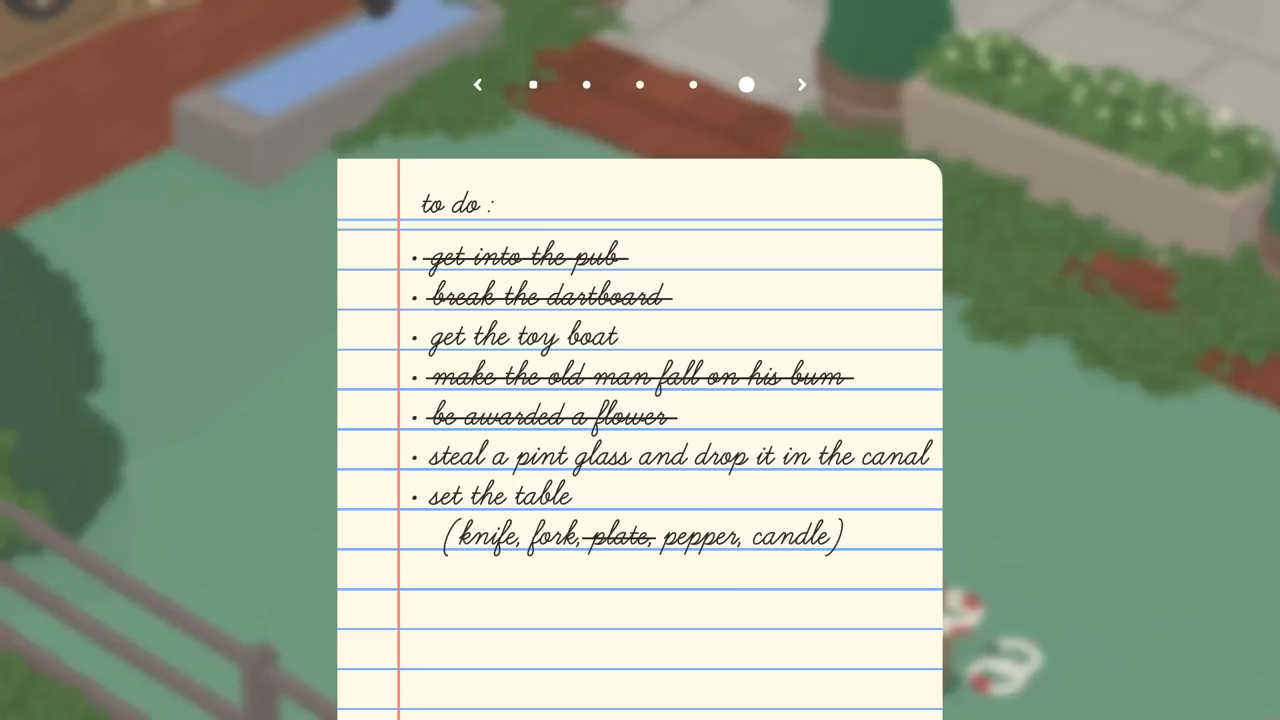 to do :
• get into the pub
• break the dartboard
• get the toy boat
• make the old man fall on his bum
• be awarded a flower
• steal a pint glass and drop it in the canal
• set the table
(knife, fork, plate, pepper, candle)